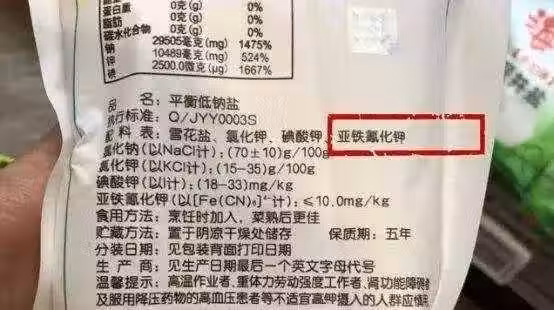 蛋白质 0克(g) 0%
脂肪 0克(g) 0%
碳水化合物 0克(g) 0%
钠 29505毫克(mg) 1475%
钾 10489毫克(mg) 524%
碘 2500.0微克(μg) 1667%
品 名：平衡低钠盐
执行标准：Q/JYY0003S
配 料 表：雪花盐、氯化钾、碘酸钾、亚铁氰化钾
氯化钠(以NaCl计)：(70±10)g/100g
氯化钾(以KCl计)：(15-35)g/100g
碘酸钾(以I计)：(18-33)mg/kg
亚铁氰化钾(以[Fe(CN)₆]⁴⁻计)：≤10.0mg/kg
食用方法：烹饪时加入，菜熟后更佳
贮藏方法：置于阴凉干燥处储存 保质期：五年
分装日期：见包装背面打印日期
生 产 商：见生产日期最后一个英文字母代号
温馨提示：高温作业者、重体力劳动强度工作者、肾功能障碍
及服用降压药物的高血压患者等不适宜高钾摄入的人群应慎